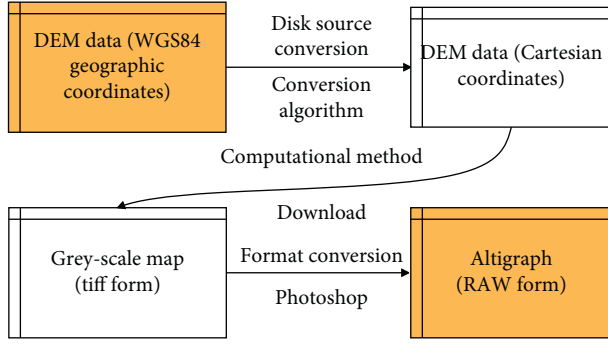 DEM data (WGS84
geographic
coordinates)
Disk source
conversion
Conversion
algorithm
DEM data (Cartesian
coordinates)
Computational method
Grey-scale map
(tiff form)
Download
Format conversion
Photoshop
Altigraph
(RAW form)